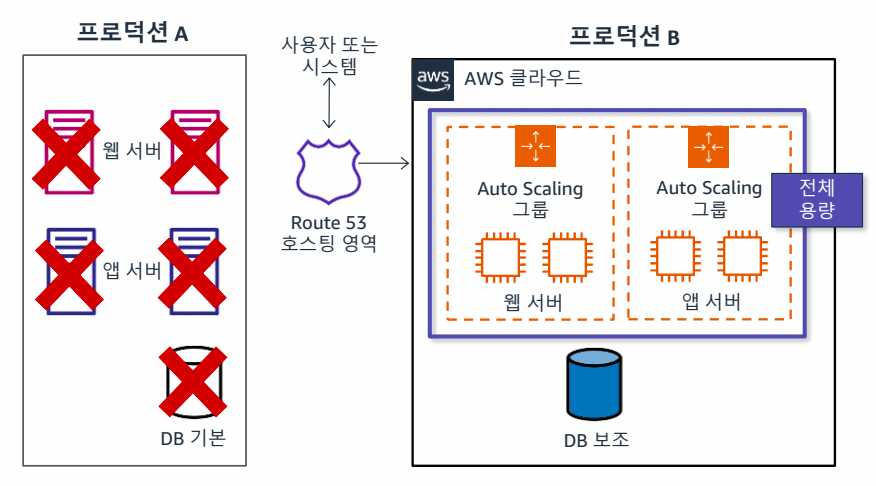 프로덕션 A
웹 서버
앱 서버
DB 기본
사용자 또는
시스템
Route 53
호스팅 영역
프로덕션 B
aws
AWS 클라우드
Auto Scaling
그룹
웹 서버
Auto Scaling
그룹
앱 서버
전체
용량
DB 보조